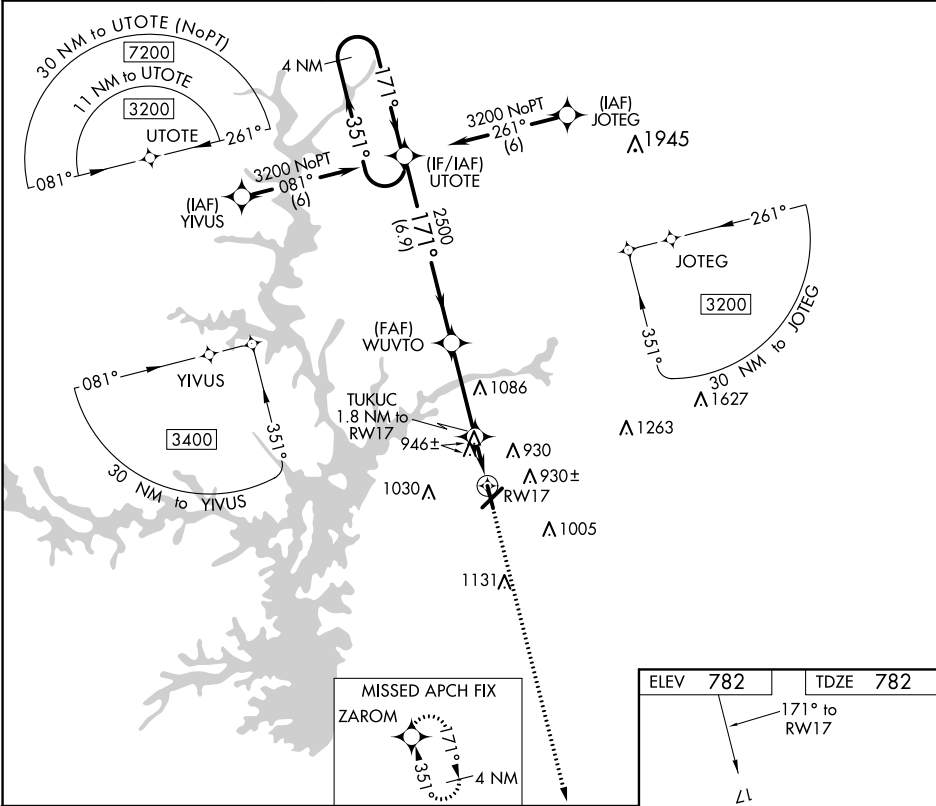 30 NM to UTOTE (NoPT)
7200
11 NM to UTOTE
3200
UTOTE
261°
081°
4 NM
171°
351°
3200 NoPT
261°
(6)
(IAF)
JOTEG
1945
(IF/IAF)
UTOTE
3200 NoPT
081°
(6)
(IAF)
YIVUS
2500
171°
(6.9)
261°
JOTEG
3200
351°
30 NM to JOTEG
(FAF)
WUVTO
081°
YIVUS
3400
351°
30 NM to YIVUS
1086
1627
1263
TUKUC
1.8 NM to
RW17
946±
930
930±
RW17
1030
1005
1131
MISSED APCH FIX
ZAROM
171°
351°
4 NM
ELEV 782
TDZE 782
171° to
RW17
17